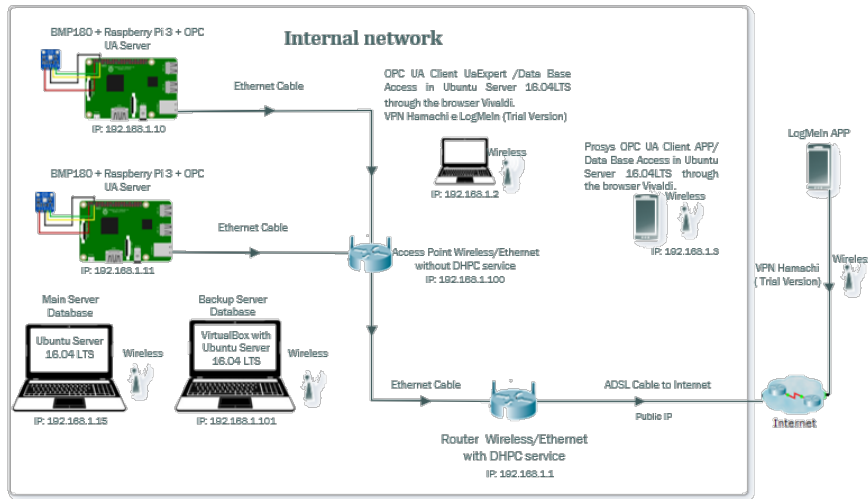 Internal network
BMP180 + Raspberry Pi 3 + OPC
UA Server
IP: 192.168.1.10
Ethernet Cable
OPC UA Client UaExpert /Data Base
Access in Ubuntu Server 16.04LTS
through the browser Vivaldi.
VPN Hamachi e LogMeIn (Trial Version)
Wireless
IP: 192.168.1.2
Prosys OPC UA Client APP/
Data Base Access in Ubuntu
Server 16.04LTS through
the browser Vivaldi.
Wireless
IP: 192.168.1.3
LogMeIn APP
BMP180 + Raspberry Pi 3 + OPC
UA Server
IP: 192.168.1.11
Ethernet Cable
Access Point Wireless/Ethernet
without DHPC service
IP: 192.168.1.100
VPN Hamachi
( Trial Version)
Wireless
Main Server
Database
Ubuntu Server
16.04 LTS
Wireless
IP: 192.168.1.15
Backup Server
Database
VirtualBox with
Ubuntu Server
16.04 LTS
Wireless
IP: 192.168.1.101
Ethernet Cable
ADSL Cable to Internet
Public IP
Internet
Router Wireless/Ethernet
with DHPC service
IP: 192.168.1.1